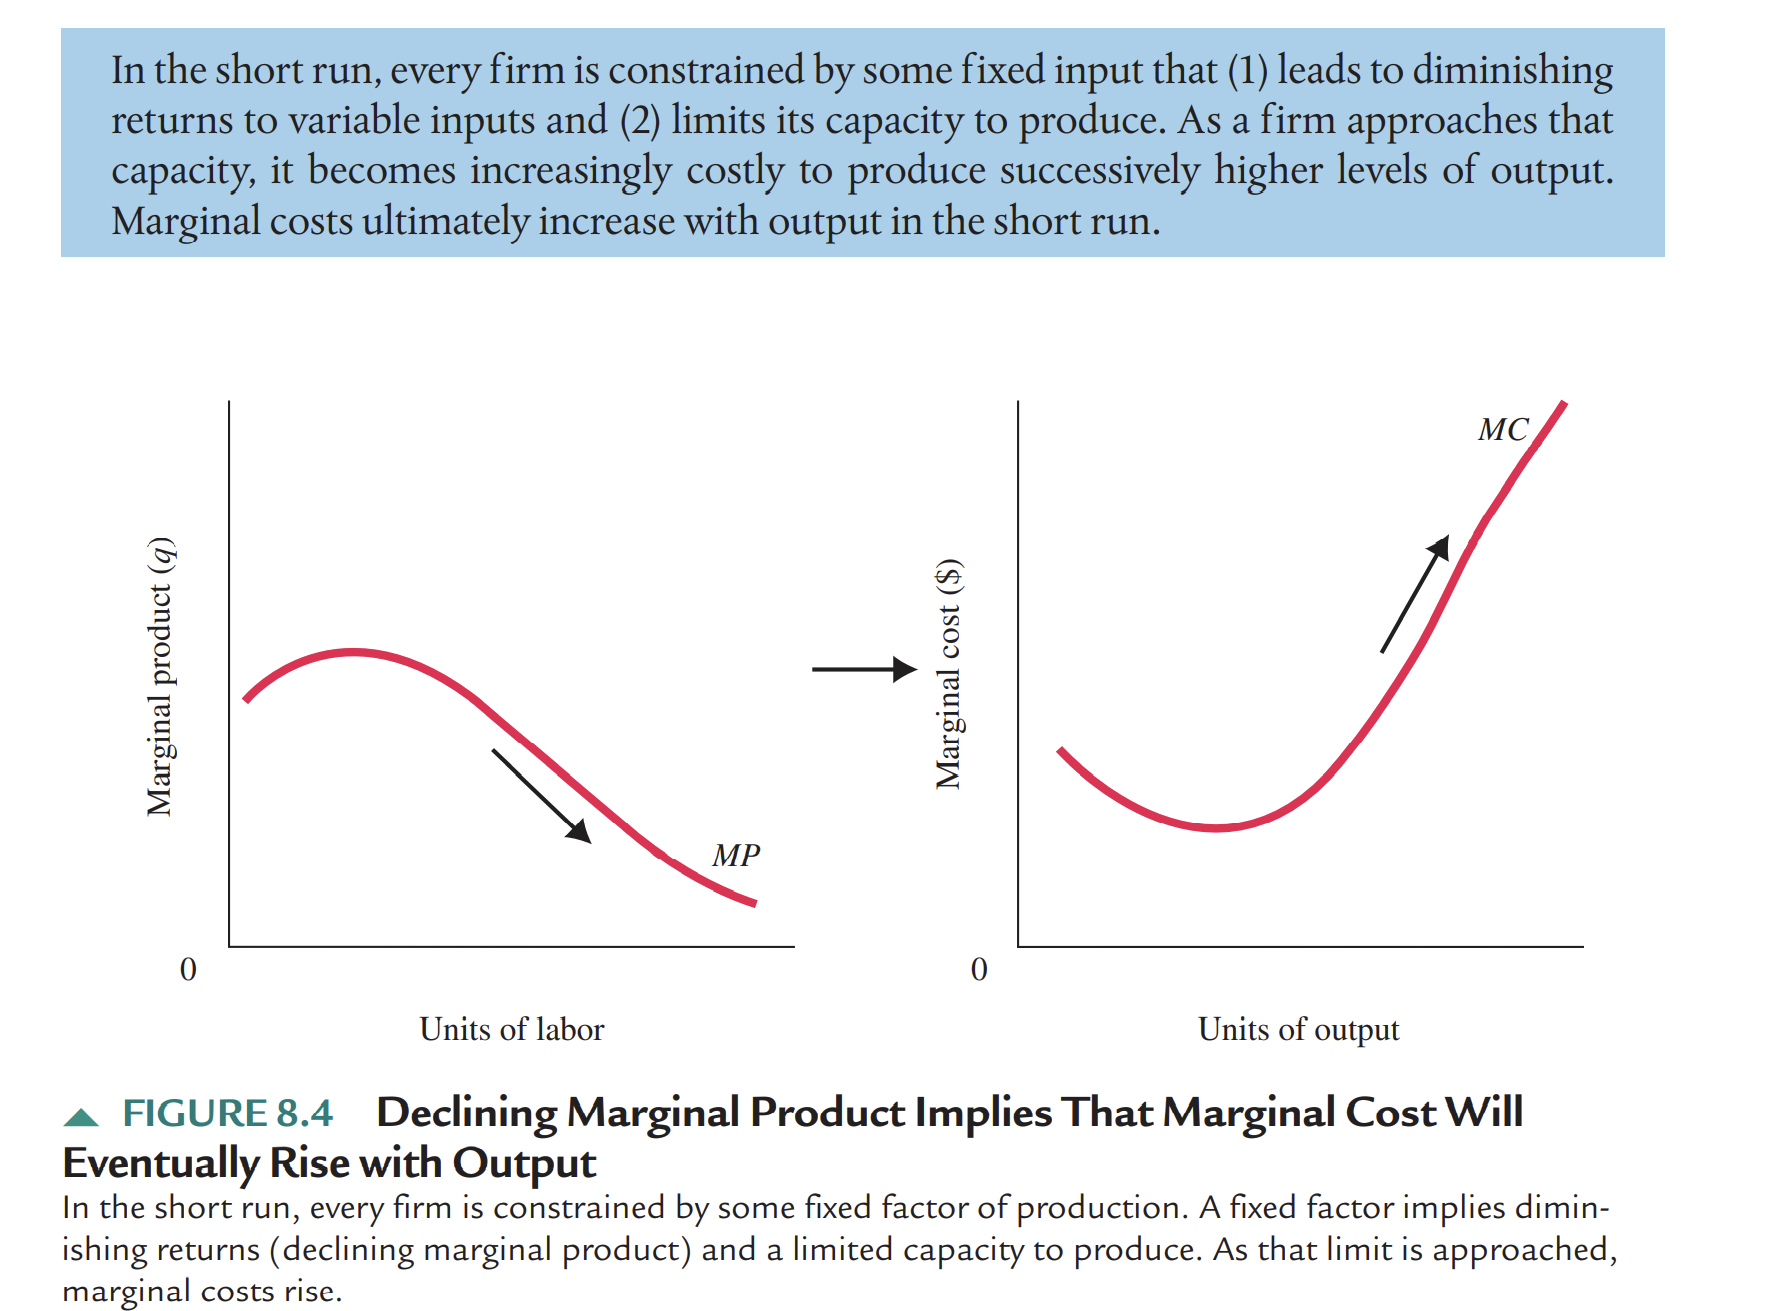 In the short run, every firm is constrained by some fixed input that (1) leads to diminishing
returns to variable inputs and (2) limits its capacity to produce. As a firm approaches that
capacity, it becomes increasingly costly to produce successively higher levels of output.
Marginal costs ultimately increase with output in the short run.
Marginal product (q)
MP
0
Units of labor
Marginal cost ($)
MC
0
Units of output
▲ FIGURE 8.4 Declining Marginal Product Implies That Marginal Cost Will
Eventually Rise with Output
In the short run, every firm is constrained by some fixed factor of production. A fixed factor implies dimin-
ishing returns (declining marginal product) and a limited capacity to produce. As that limit is approached,
marginal costs rise.